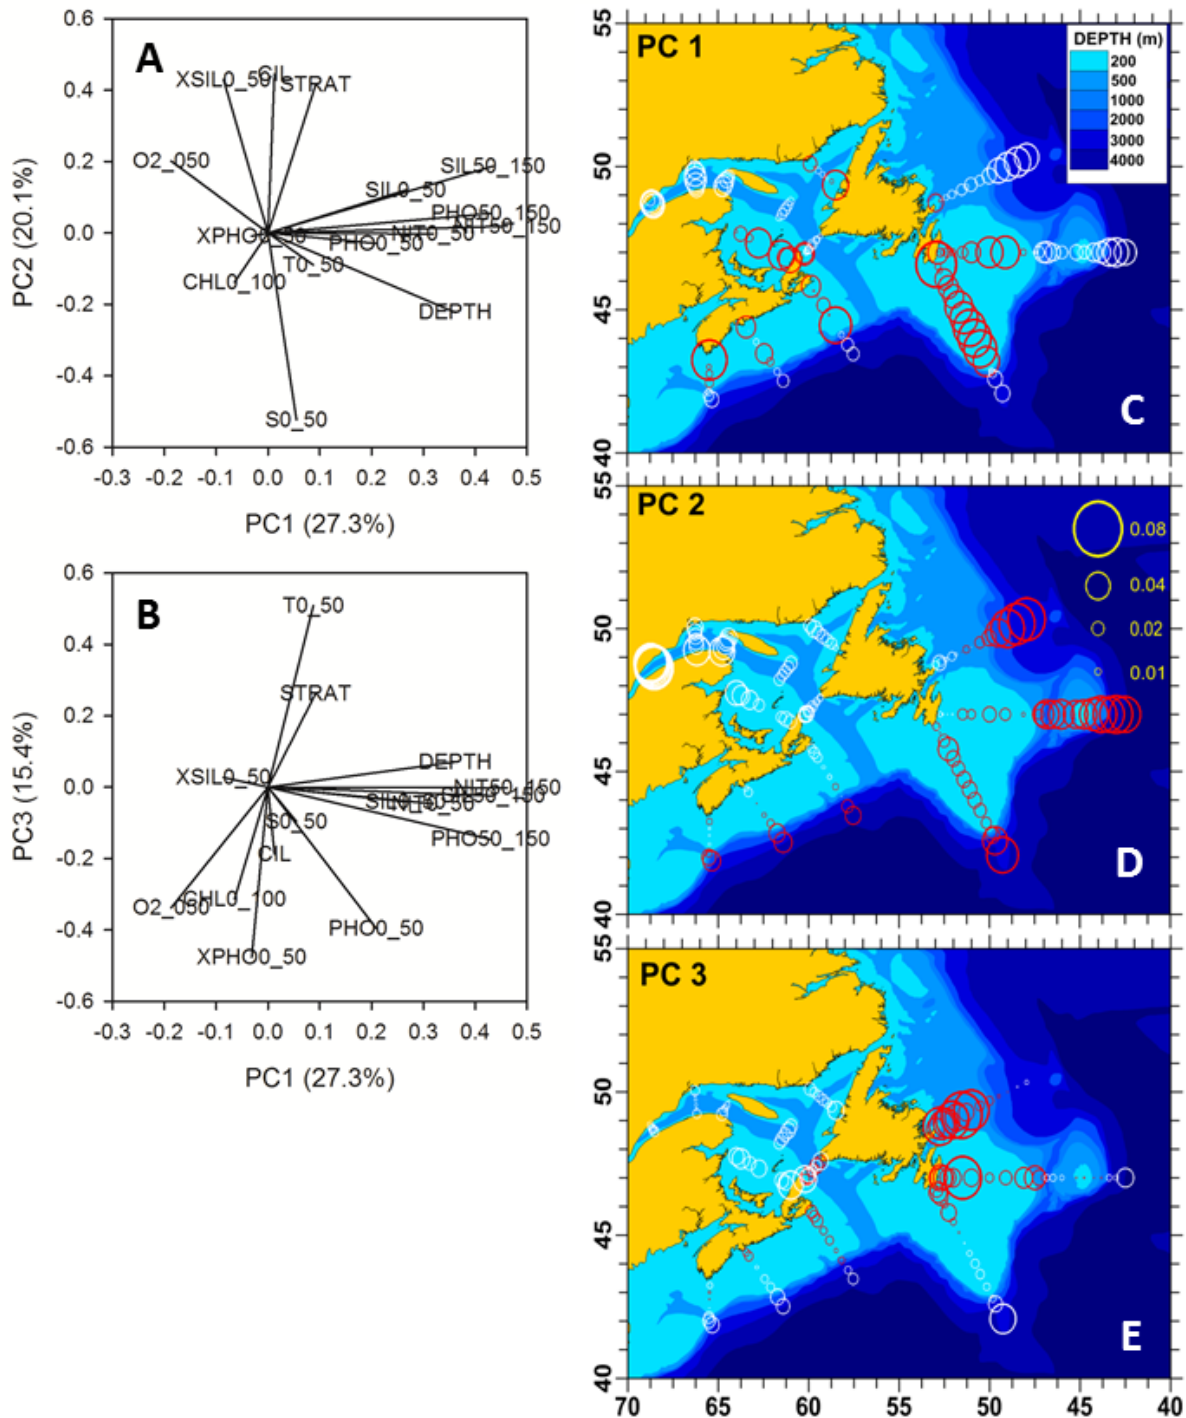 A
0.6
0.4
0.2
0.0
-0.2
-0.4
-0.6
PC2 (20.1%)
XSIL0_50
CIL
STRAT
O2_050
SIL50_150
SIL0_50
PHO50_150
NIT50_150
NIT0_50
XPHO0_50
PHO0_50
T0_50
CHL0_100
DEPTH
S0_50
-0.3 -0.2 -0.1 0.0 0.1 0.2 0.3 0.4 0.5
PC1 (27.3%)
B
0.6
0.4
0.2
0.0
-0.2
-0.4
-0.6
PC3 (15.4%)
T0_50
STRAT
DEPTH
XSIL0_50
NIT50_150
SIL0_50
NIT0_50
S0_50
PHO50_150
CIL
CHL0_100
O2_050
PHO0_50
XPHO0_50
-0.3 -0.2 -0.1 0.0 0.1 0.2 0.3 0.4 0.5
PC1 (27.3%)
PC 1
55
50
45
40
DEPTH (m)
200
500
1000
2000
3000
4000
C
PC 2
55
50
45
40
0.08
0.04
0.02
0.01
D
PC 3
55
50
45
40
E
70 65 60 55 50 45 40